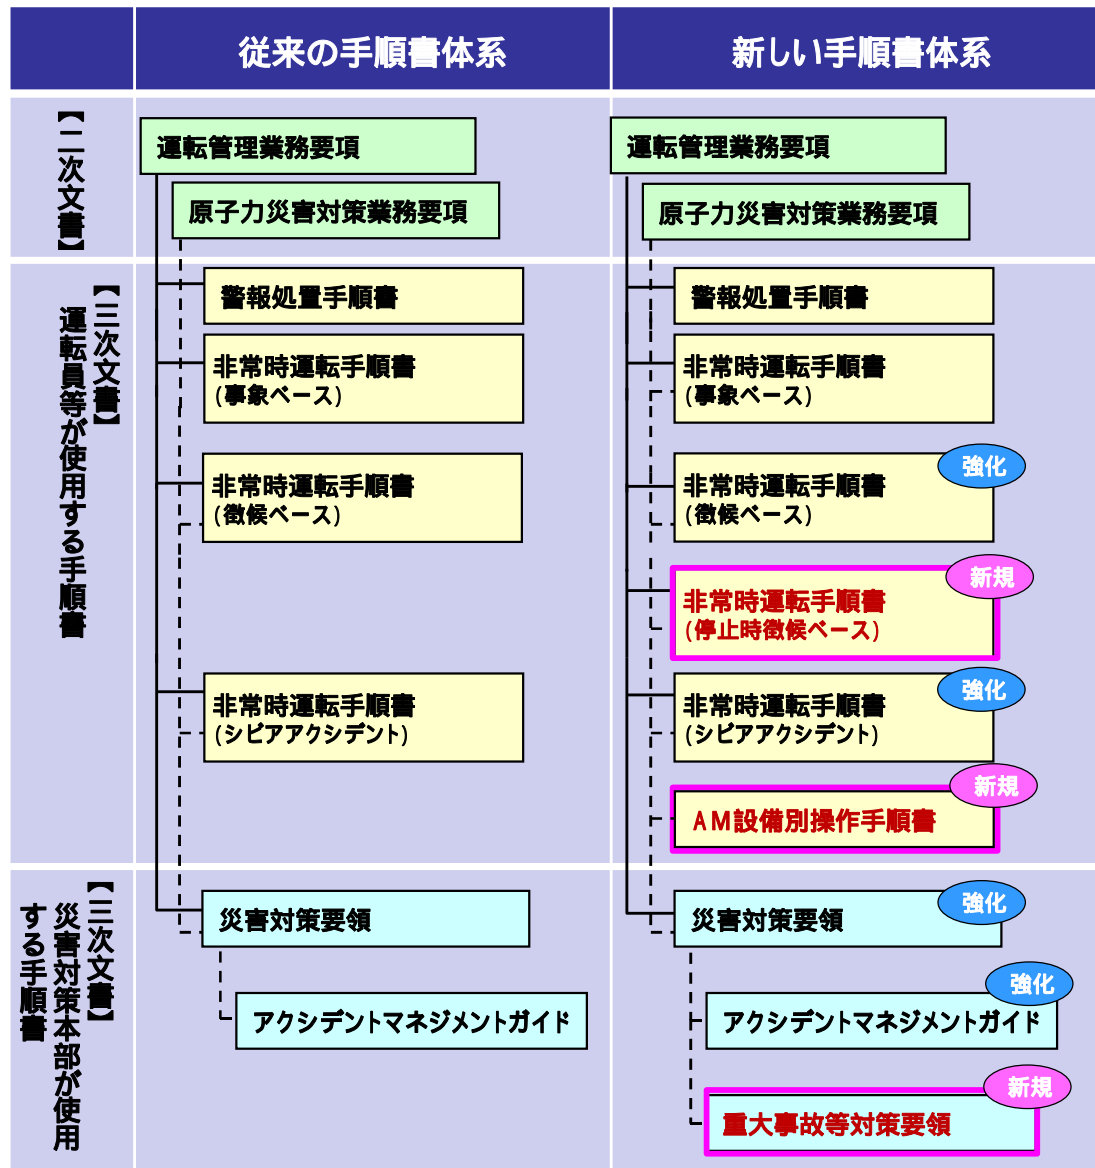 従来の手順書体系
新しい手順書体系
【二次文書】
運転管理業務要項
原子力災害対策業務要項
運転管理業務要項
原子力災害対策業務要項
【三次文書】
運転員等が使用する手順書
警報処置手順書
非常時運転手順書
(事象ベース)
非常時運転手順書
(徴候ベース)
非常時運転手順書
(シビアアクシデント)
警報処置手順書
非常時運転手順書
(事象ベース)
強化
非常時運転手順書
(徴候ベース)
新規
非常時運転手順書
(停止時徴候ベース)
強化
非常時運転手順書
(シビアアクシデント)
新規
AM設備別操作手順書
【三次文書】
災害対策本部が使用
する手順書
災害対策要領
アクシデントマネジメントガイド
強化
災害対策要領
強化
アクシデントマネジメントガイド
新規
重大事故等対策要領